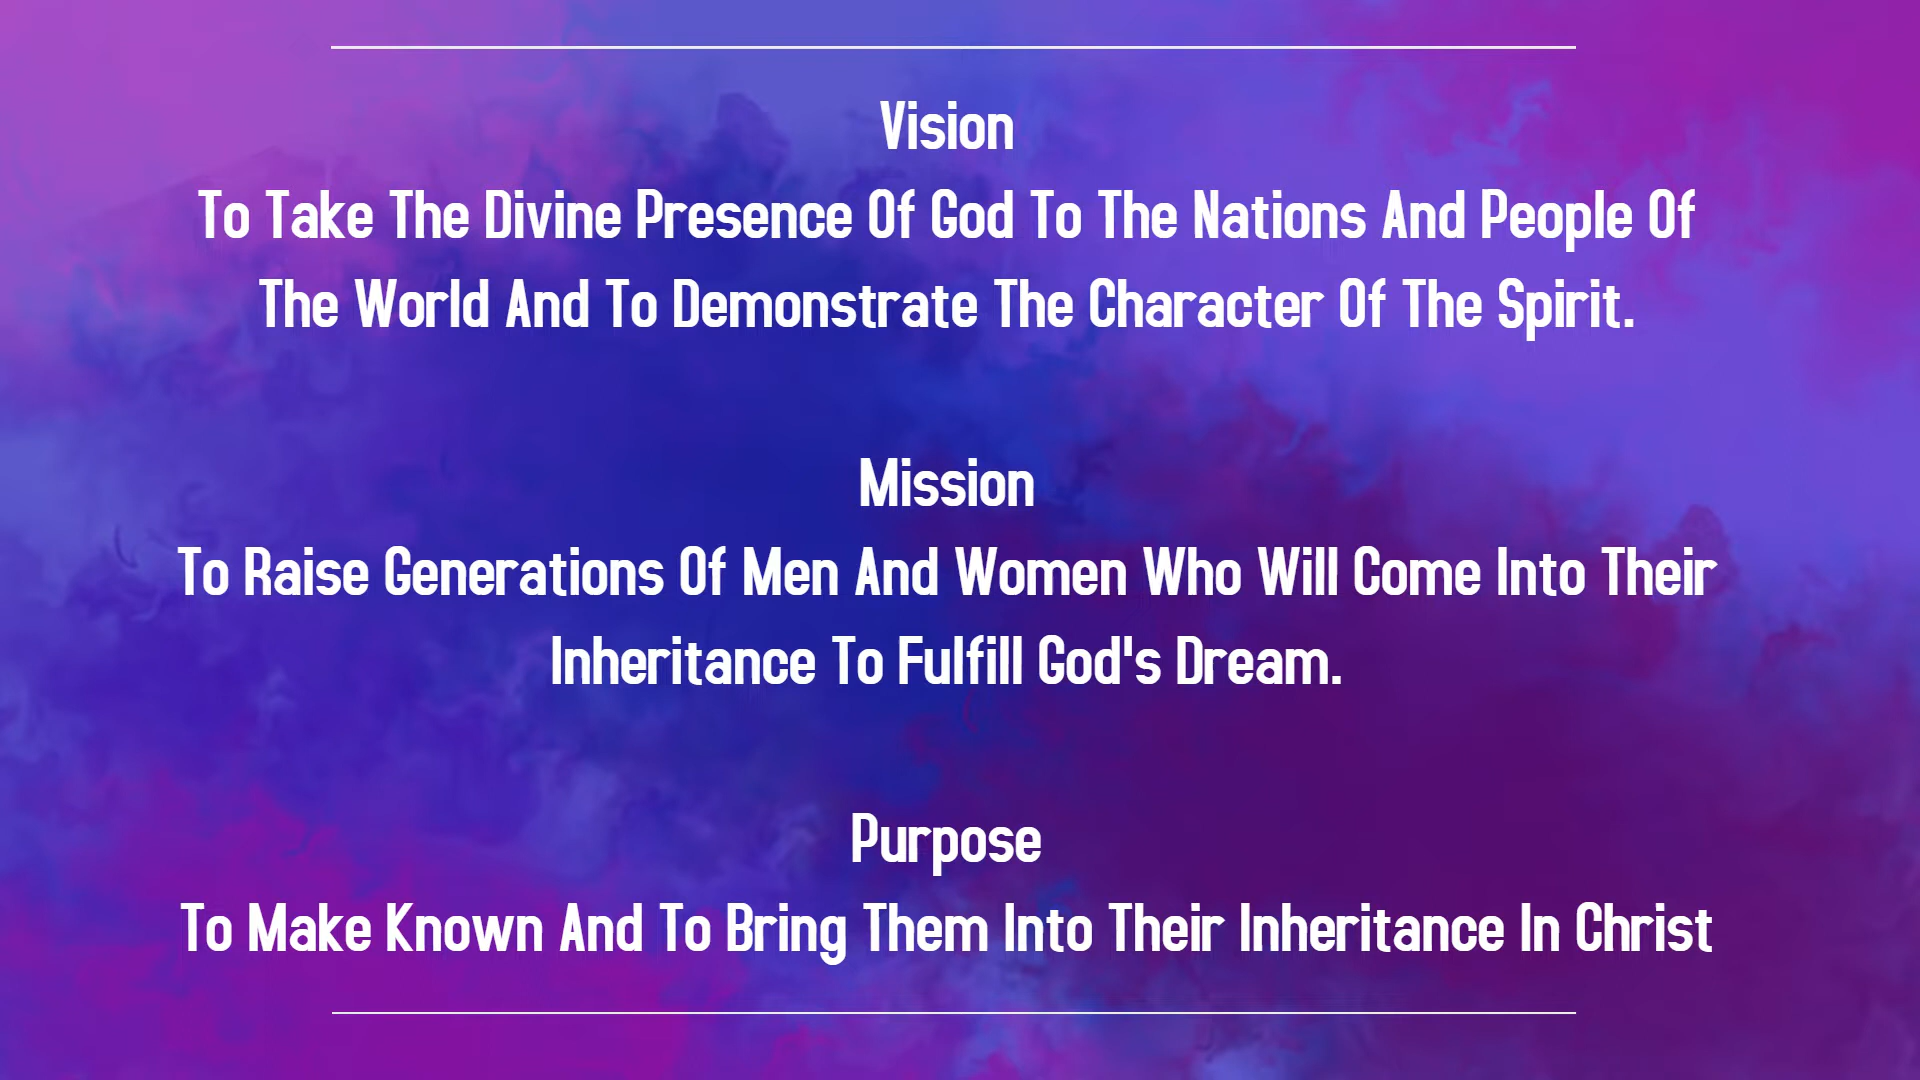 Vision
To Take The Divine Presence Of God To The Nations And People Of
The World And To Demonstrate The Character Of The Spirit.
Mission
To Raise Generations Of Men And Women Who Will Come Into Their
Inheritance To Fulfill God's Dream.
Purpose
To Make Known And To Bring Them Into Their Inheritance In Christ